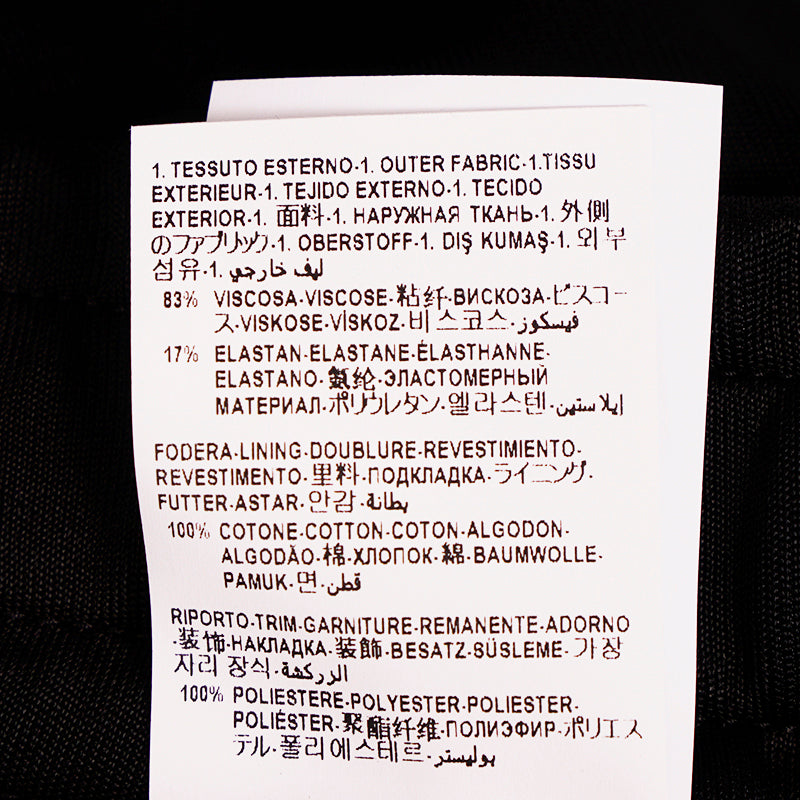 1. TESSUTO ESTERNO-1. OUTER FABRIC-1.TISSU
EXTERIEUR-1. TEJIDO EXTERNO-1. TECIDO
EXTERIOR-1. 面料-1. НАРУЖНАЯ ТКАНЬ-1. 外側
のファブリック-1. OBERSTOFF-1. DIŞ KUMAŞ-1. 외부
섬유-1. ليف خارجي
83% VISCOSA-VISCOSE-粘纤-ВИСКОЗА-ビスコー
ス-VISKOSE-VİSKOZ-비스코스-فيسكوز
17% ELASTAN-ELASTANE-ÉLASTHANNE-
ELASTANO-氨纶-ЭЛАСТОМЕРНЫЙ
МАТЕРИАЛ-ポリウレタン-엘라스텐-ايلاستين
FODERA-LINING-DOUBLURE-REVESTIMIENTO-
REVESTIMENTO-里料-ПОДКЛАДКА-ライニング-
FUTTER-ASTAR-안감-بطانة
100% COTONE-COTTON-COTON-ALGODON-
ALGODÃO-棉-ХЛОПОК-綿-BAUMWOLLE-
PAMUK-면-قطن
RIPORTO-TRIM-GARNITURE-REMANENTE-ADORNO
-装饰-НАКЛАДКА-装飾-BESATZ-SÜSLEME-가장
자리 장식-الزركشة
100% POLIESTERE-POLYESTER-POLIESTER-
POLIÉSTER-聚酯纤维-ПОЛИЭФИР-ポリエス
テル-폴리에스테르-بوليستر